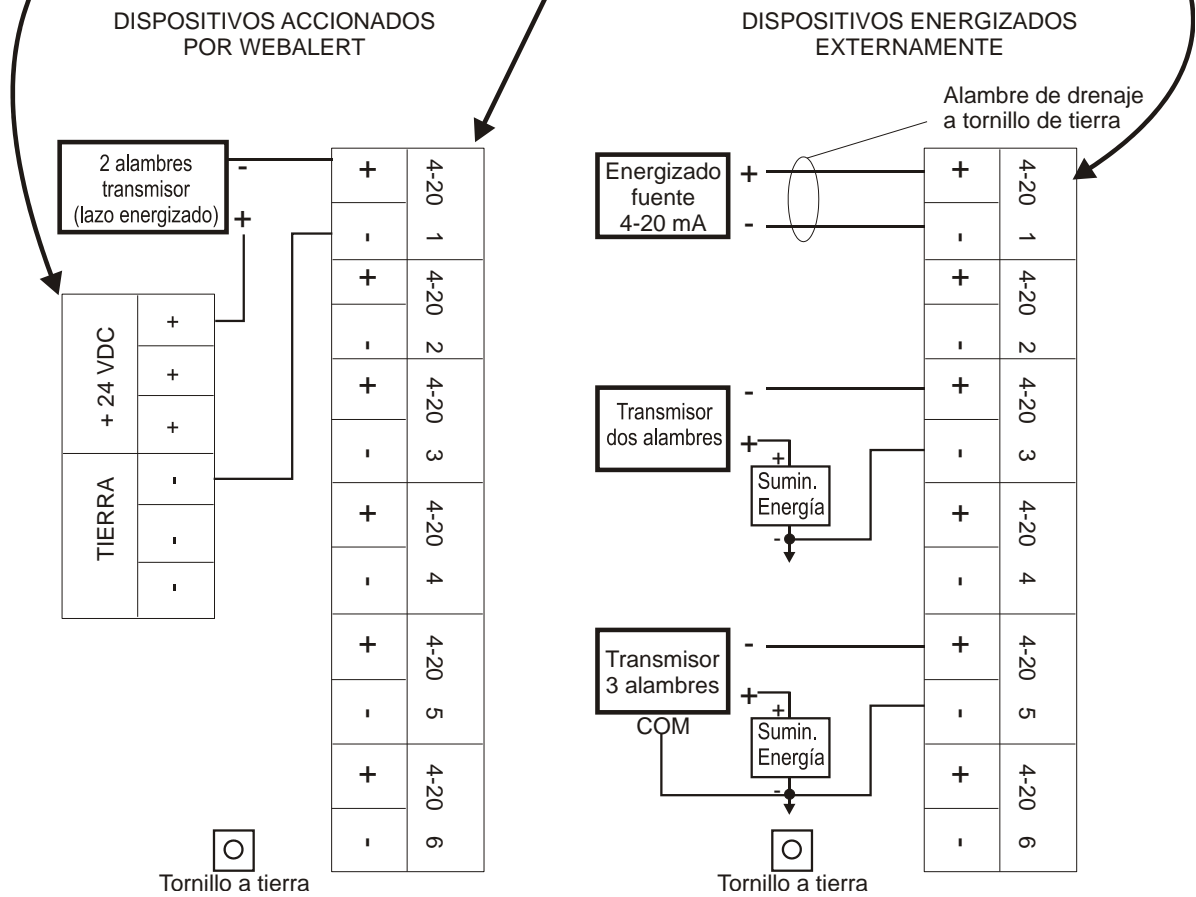 DISPOSITIVOS ACCIONADOS
POR WEBALERT
2 alambres
transmisor
(lazo energizado)
-
+
+ 24 VDC
+
+
+
TIERRA
-
-
-
+
-
4-20 1
+
-
4-20 2
+
-
4-20 3
+
-
4-20 4
+
-
4-20 5
+
-
4-20 6
Tornillo a tierra
DISPOSITIVOS ENERGIZADOS
EXTERNAMENTE
Alambre de drenaje
a tornillo de tierra
Energizado
fuente
4-20 mA
+
-
Transmisor
dos alambres
-
+
+
Sumin.
Energía
-
Transmisor
3 alambres
COM
-
+
+
Sumin.
Energía
-
+
-
4-20 1
+
-
4-20 2
+
-
4-20 3
+
-
4-20 4
+
-
4-20 5
+
-
4-20 6
Tornillo a tierra